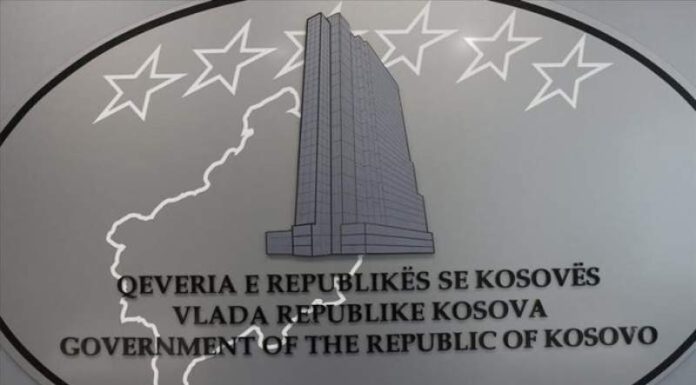 QEVERIA E REPUBLIKËS SE KOSOVËS
VLADA REPUBLIKE KOSOVA
GOVERNMENT OF THE REPUBLIC OF KOSOVO